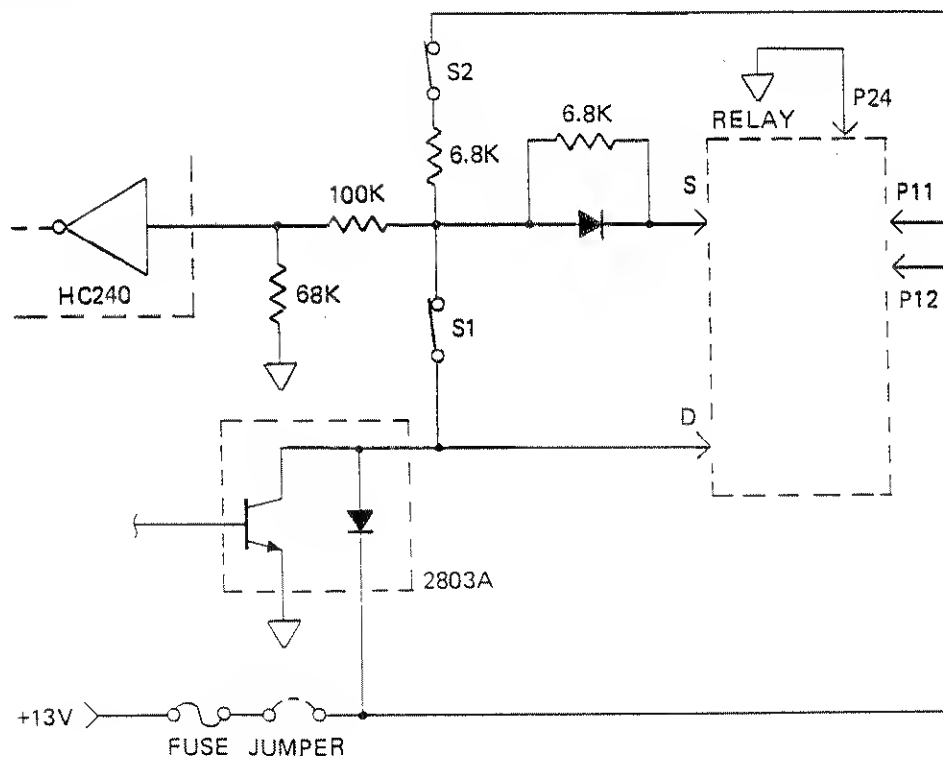 S2
P24
RELAY
6.8K
6.8K
S
P11
100K
HC240
68K
P12
S1
D
2803A
+13V
FUSE JUMPER